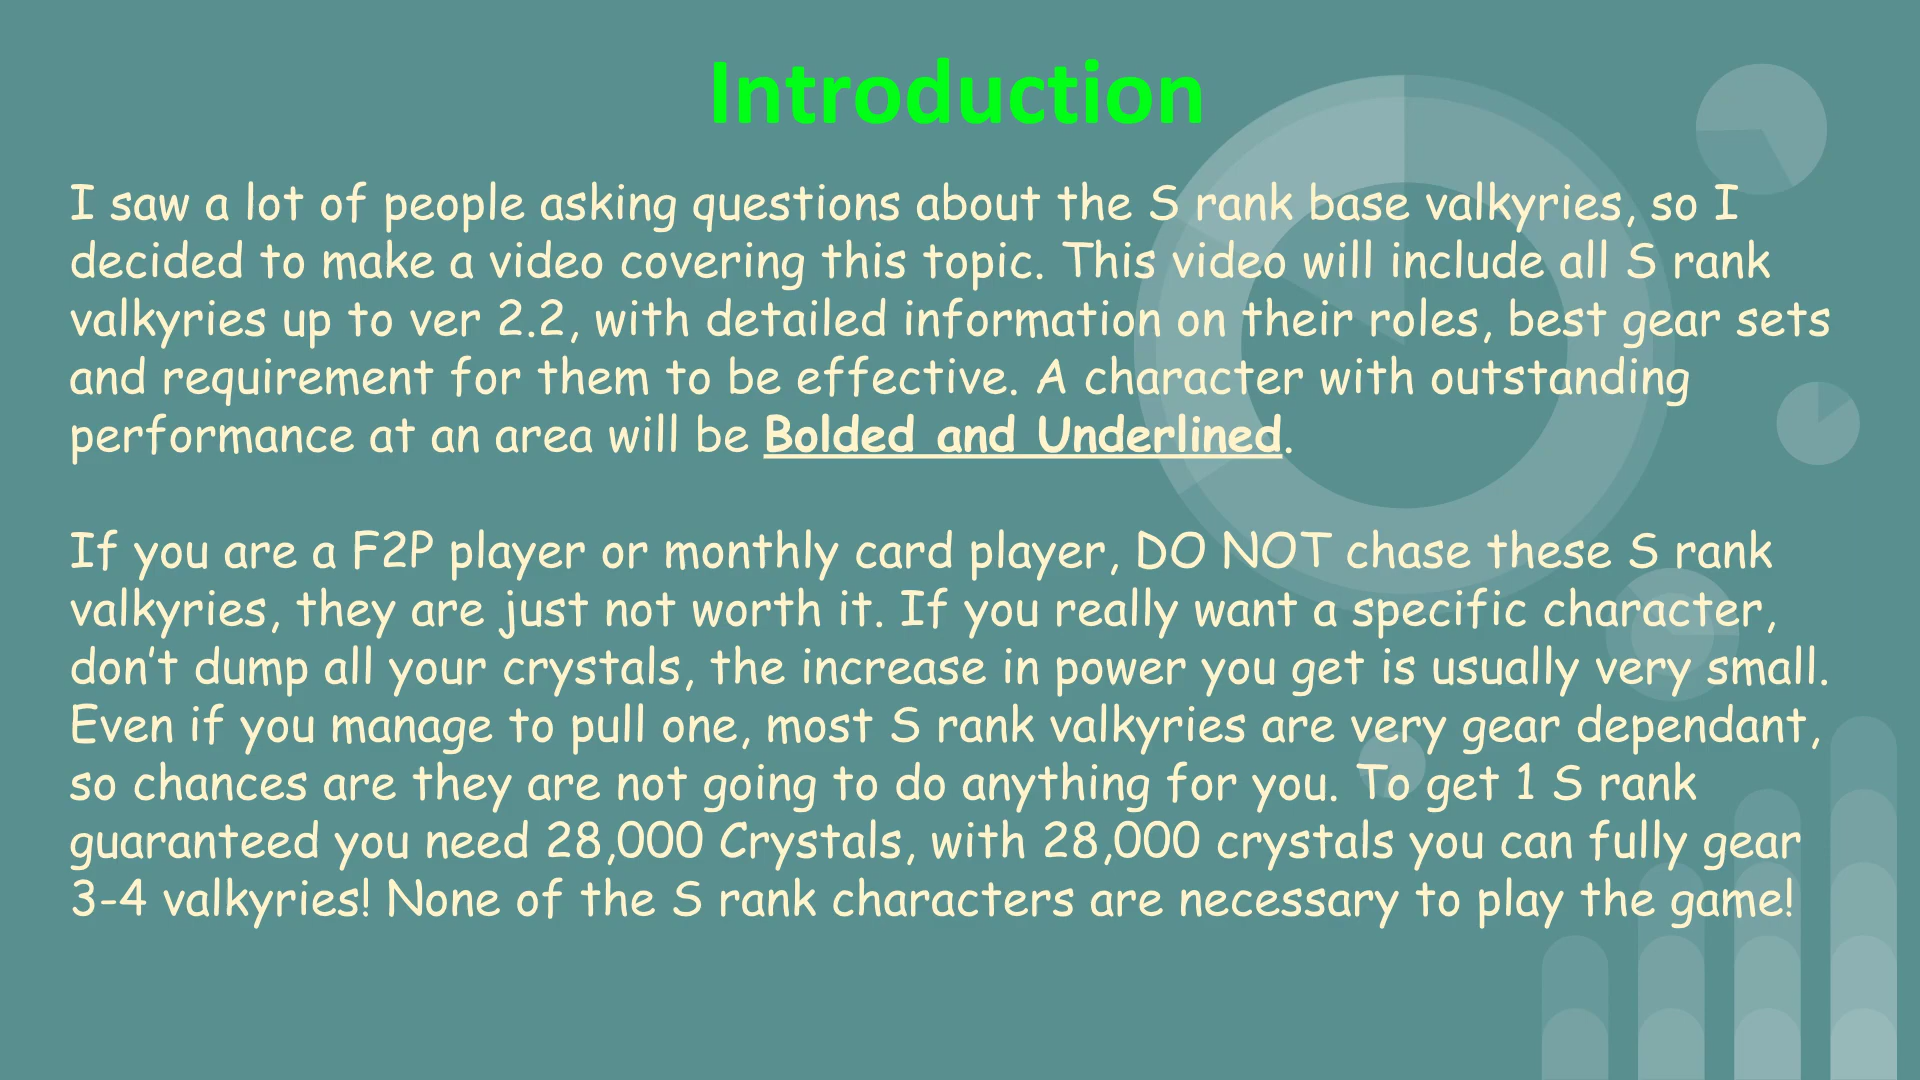 Introduction
I saw a lot of people asking questions about the S rank base valkyries, so I
decided to make a video covering this topic. This video will include all S rank
valkyries up to ver 2.2, with detailed information on their roles, best gear sets
and requirement for them to be effective. A character with outstanding
performance at an area will be Bolded and Underlined.
If you are a F2P player or monthly card player, DO NOT chase these S rank
valkyries, they are just not worth it. If you really want a specific character,
don’t dump all your crystals, the increase in power you get is usually very small.
Even if you manage to pull one, most S rank valkyries are very gear dependant,
so chances are they are not going to do anything for you. To get 1 S rank
guaranteed you need 28,000 Crystals, with 28,000 crystals you can fully gear
3-4 valkyries! None of the S rank characters are necessary to play the game!